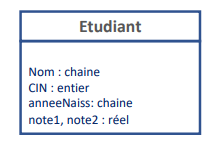 Etudiant
Nom : chaine
CIN : entier
anneeNaiss: chaine
note1, note2 : réel